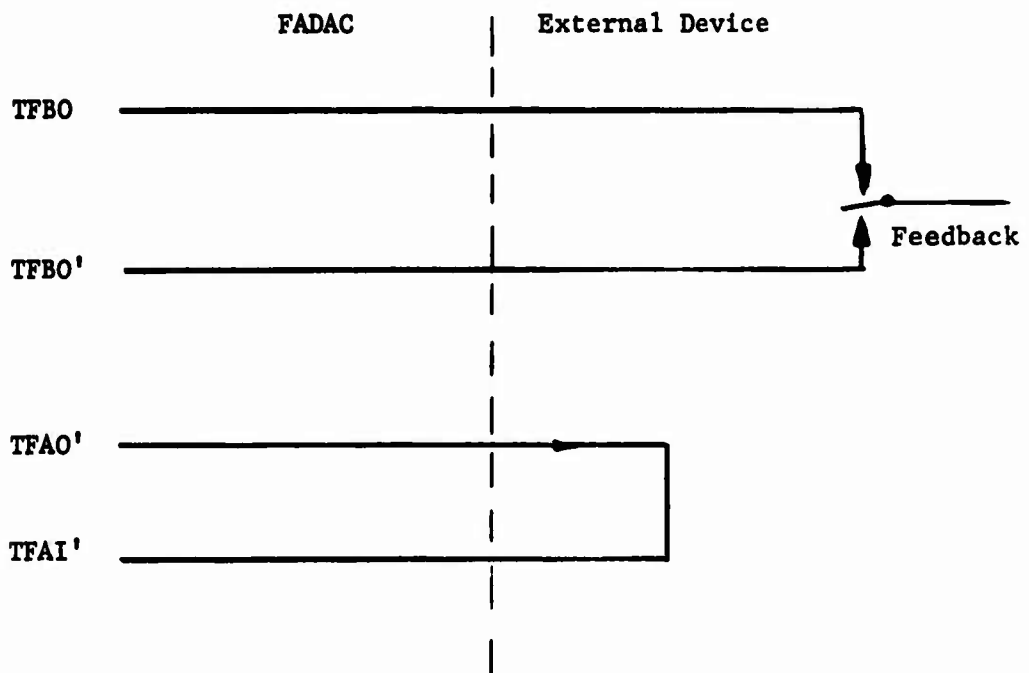 FADAC
External Device
TFBO
Feedback
TFBO'
TFAO'
TFAI'